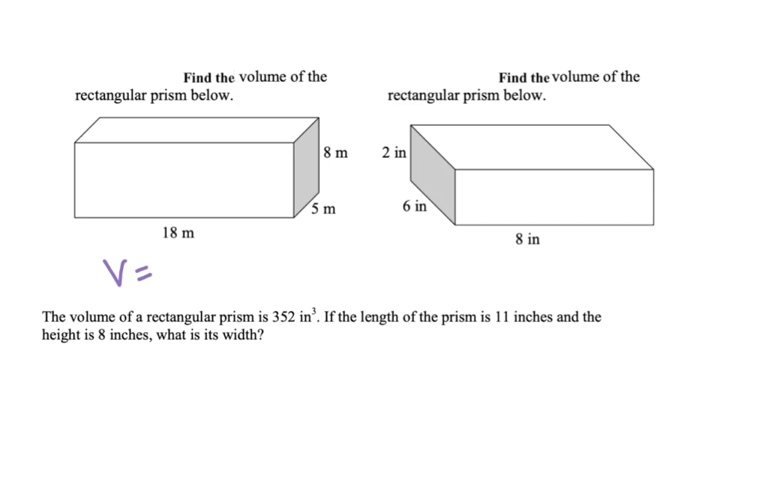 Find the volume of the
rectangular prism below.
8 m
5 m
18 m
V =
Find the volume of the
rectangular prism below.
2 in
6 in
8 in
The volume of a rectangular prism is 352 in³. If the length of the prism is 11 inches and the
height is 8 inches, what is its width?